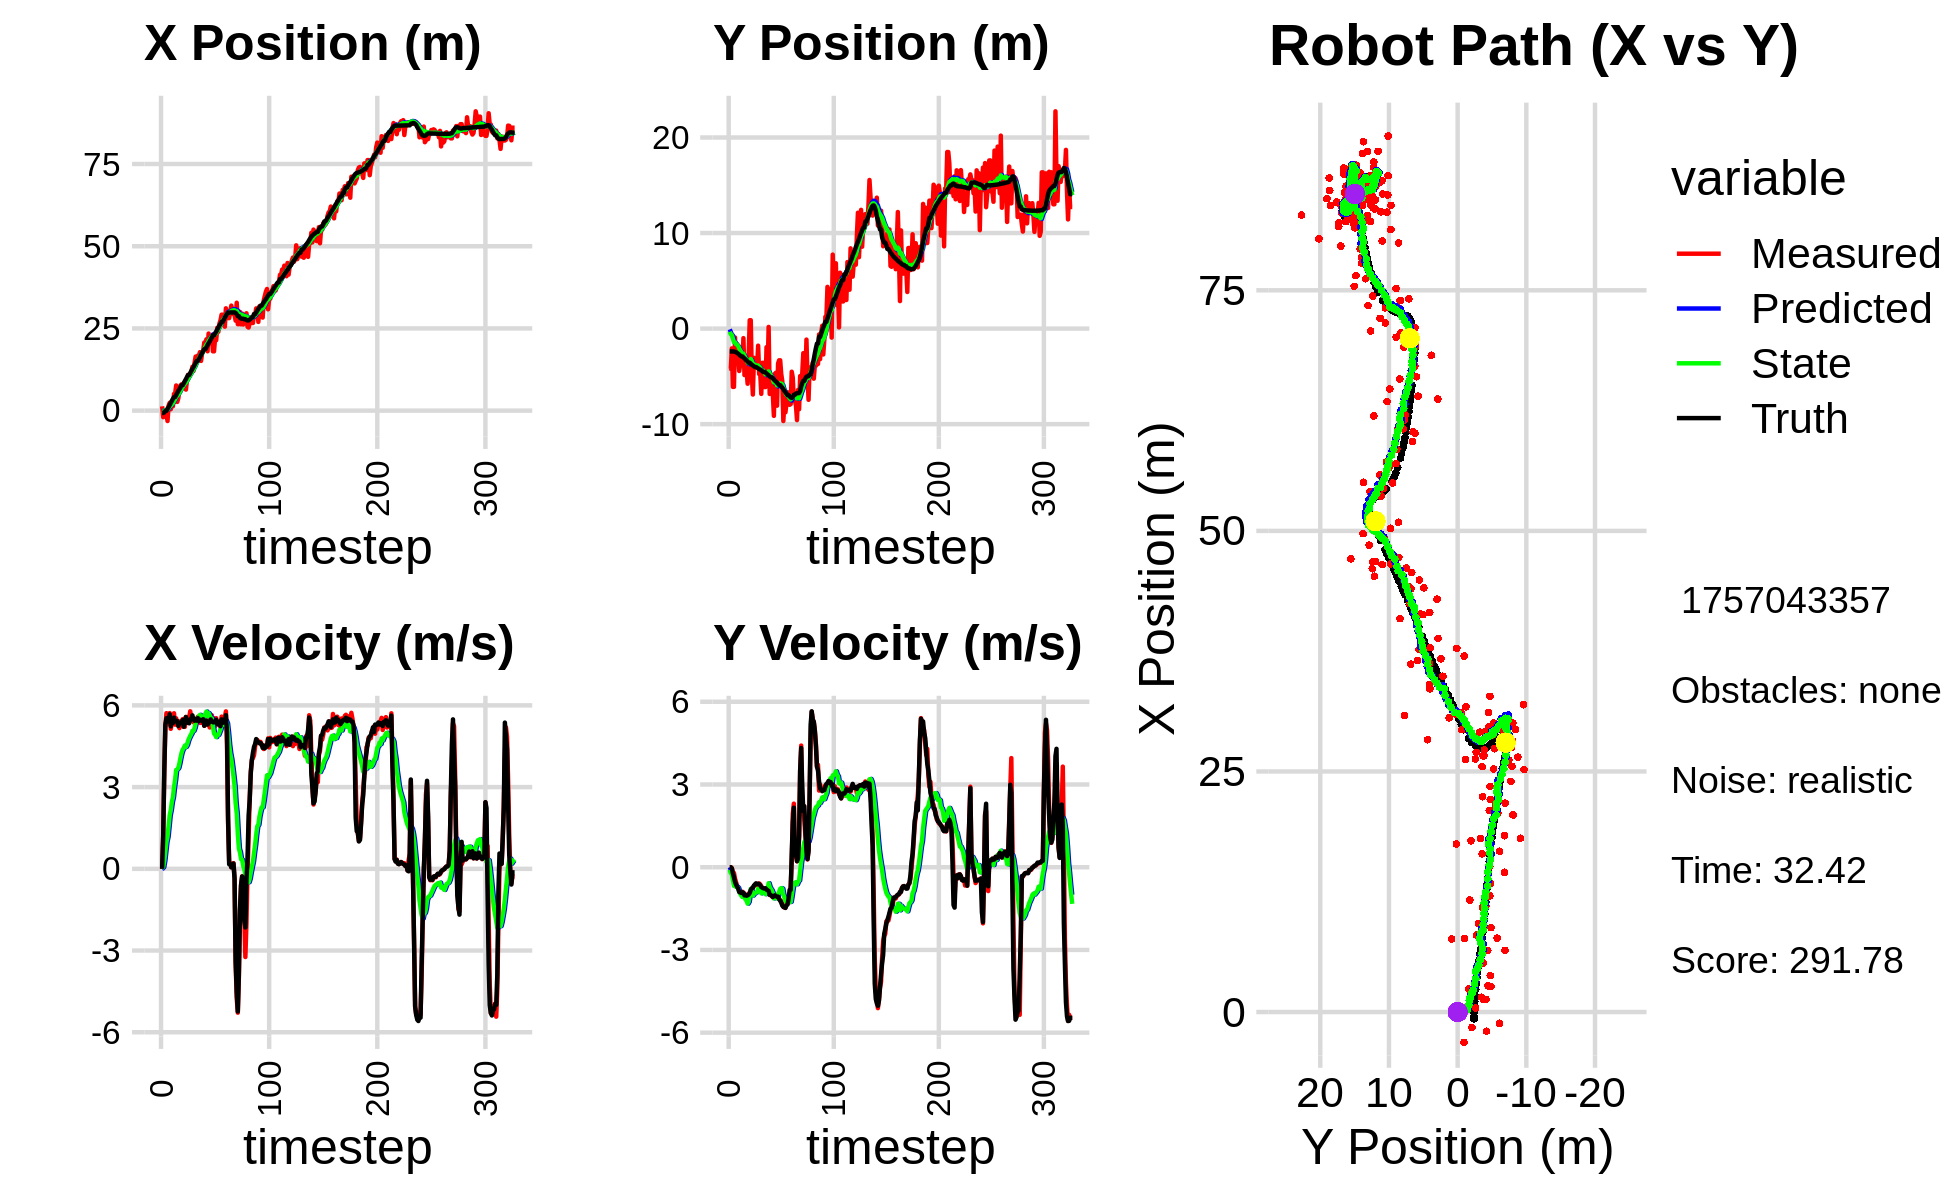 X Position (m)
75
50
25
0
0
100
200
300
timestep
Y Position (m)
20
10
0
-10
0
100
200
300
timestep
X Velocity (m/s)
6
3
0
-3
-6
0
100
200
300
timestep
Y Velocity (m/s)
6
3
0
-3
-6
0
100
200
300
timestep
Robot Path (X vs Y)
X Position (m)
75
50
25
0
20 10 0 -10 -20
Y Position (m)
variable
Measured
Predicted
State
Truth
1757043357
Obstacles: none
Noise: realistic
Time: 32.42
Score: 291.78